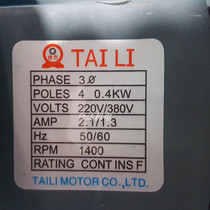 TAI LI
PHASE 3Ø
POLES 4 0.4KW
VOLTS 220V/380V
AMP 2.1/1.3
Hz 50/60
RPM 1400
RATING CONT INS F
TAILI MOTOR CO.,LTD.